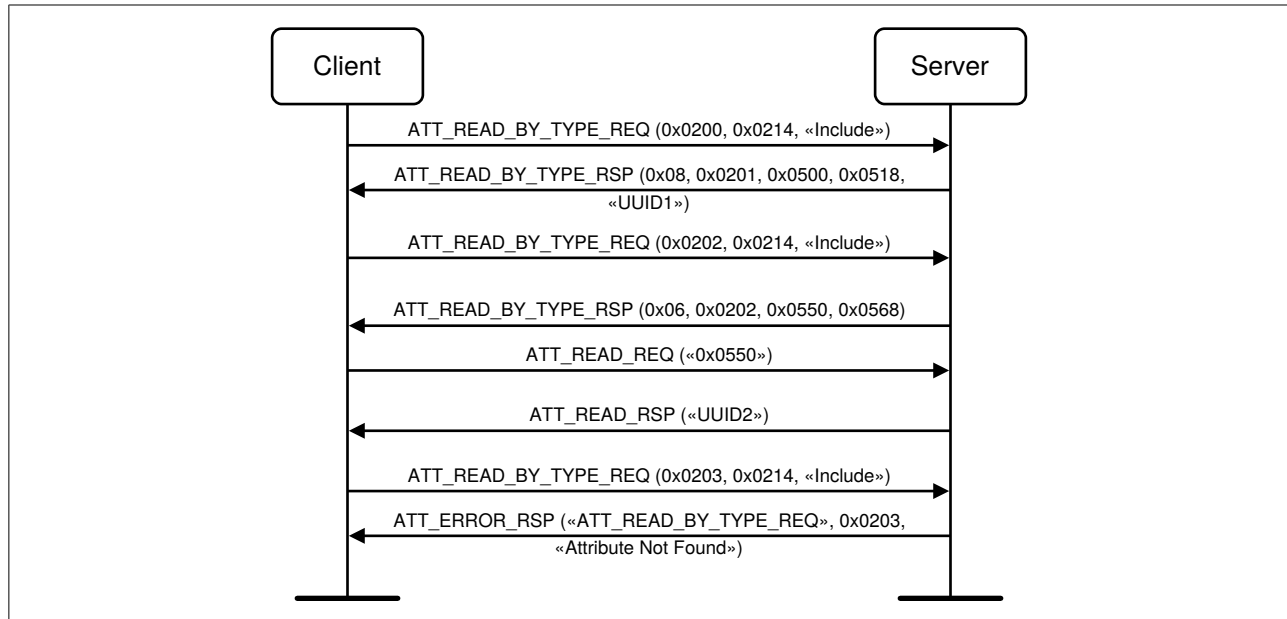 Client
Server
ATT_READ_BY_TYPE_REQ (0x0200, 0x0214, «Include»)
ATT_READ_BY_TYPE_RSP (0x08, 0x0201, 0x0500, 0x0518,
«UUID1»)
ATT_READ_BY_TYPE_REQ (0x0202, 0x0214, «Include»)
ATT_READ_BY_TYPE_RSP (0x06, 0x0202, 0x0550, 0x0568)
ATT_READ_REQ («0x0550»)
ATT_READ_RSP («UUID2»)
ATT_READ_BY_TYPE_REQ (0x0203, 0x0214, «Include»)
ATT_ERROR_RSP («ATT_READ_BY_TYPE_REQ», 0x0203,
«Attribute Not Found»)